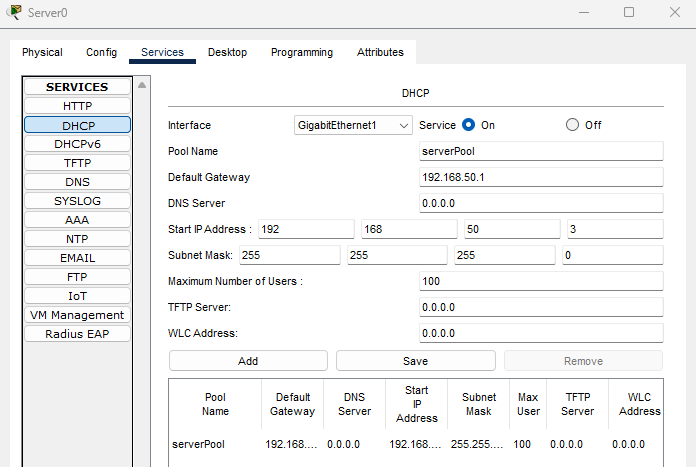 Server0
Physical Config Services Desktop Programming Attributes
SERVICES
HTTP
DHCP
DHCPv6
TFTP
DNS
SYSLOG
AAA
NTP
EMAIL
FTP
IoT
VM Management
Radius EAP
DHCP
Interface GigabitEthernet1 Service On Off
Pool Name serverPool
Default Gateway 192.168.50.1
DNS Server 0.0.0.0
Start IP Address : 192 168 50 3
Subnet Mask: 255 255 255 0
Maximum Number of Users : 100
TFTP Server: 0.0.0.0
WLC Address: 0.0.0.0
Add Save Remove
Pool Name Default Gateway DNS Server Start IP Address Subnet Mask Max User TFTP Server WLC Address
serverPool 192.168.... 0.0.0.0 192.168.... 255.255.... 100 0.0.0.0 0.0.0.0